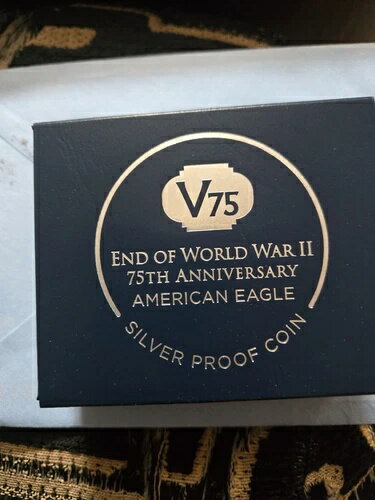 V75
END OF WORLD WAR II
75TH ANNIVERSARY
AMERICAN EAGLE
SILVER PROOF COIN